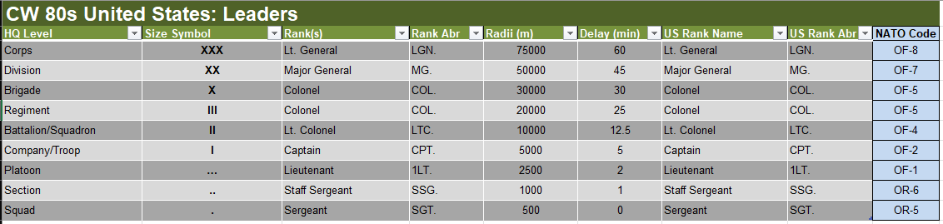 CW 80s United States: Leaders
HQ Level Size Symbol Rank(s) Rank Abr Radii (m) Delay (min) US Rank Name US Rank Abr NATO Code
Corps XXX Lt. General LGN. 75000 60 Lt. General LGN. OF-8
Division XX Major General MG. 50000 45 Major General MG. OF-7
Brigade X Colonel COL. 30000 30 Colonel COL. OF-5
Regiment III Colonel COL. 20000 25 Colonel COL. OF-5
Battalion/Squadron II Lt. Colonel LTC. 10000 12.5 Lt. Colonel LTC. OF-4
Company/Troop I Captain CPT. 5000 5 Captain CPT. OF-2
Platoon ... Lieutenant 1LT. 2500 2 Lieutenant 1LT. OF-1
Section .. Staff Sergeant SSG. 1000 1 Staff Sergeant SSG. OR-6
Squad . Sergeant SGT. 500 0 Sergeant SGT. OR-5